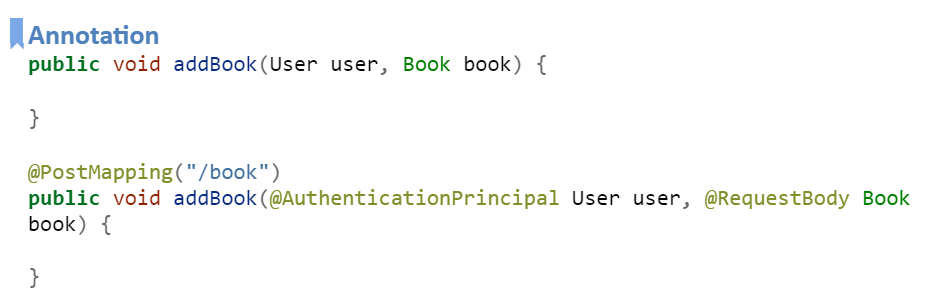 Annotation
public void addBook(User user, Book book) {
}
@PostMapping("/book")
public void addBook(@AuthenticationPrincipal User user, @RequestBody Book
book) {
}